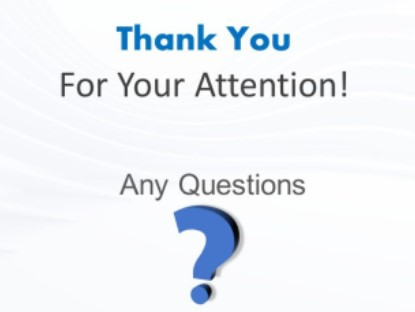 Thank You
For Your Attention!
Any Questions
?